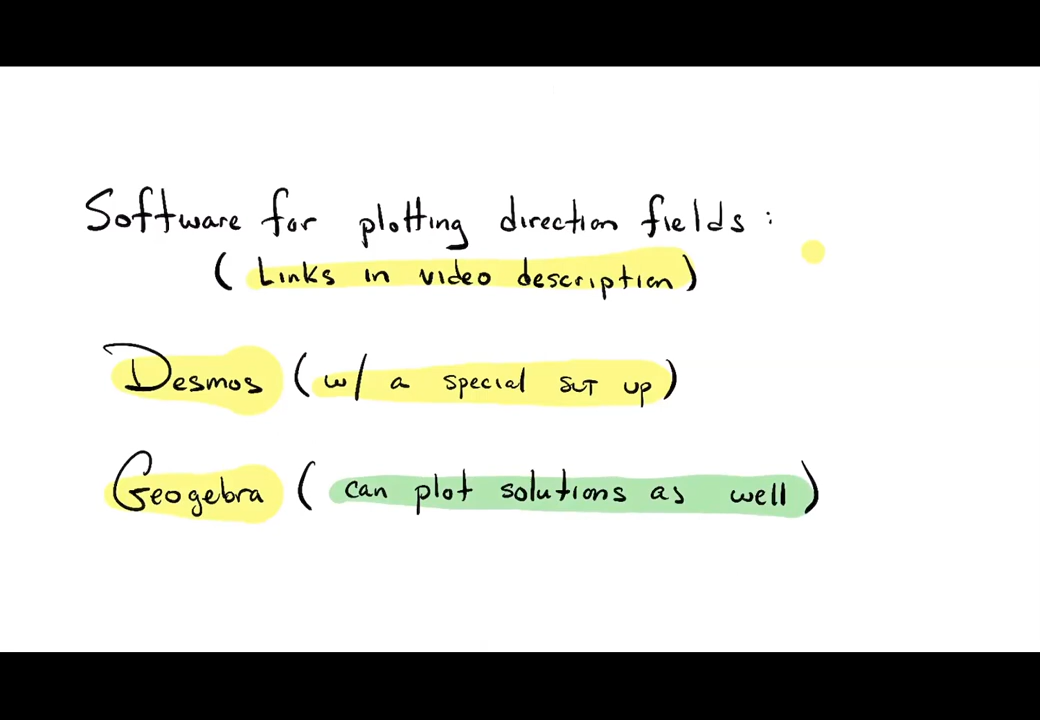 Software for plotting direction fields:
(Links in video description)
Desmos (w/ a special set up)
Geogebra (can plot solutions as well)